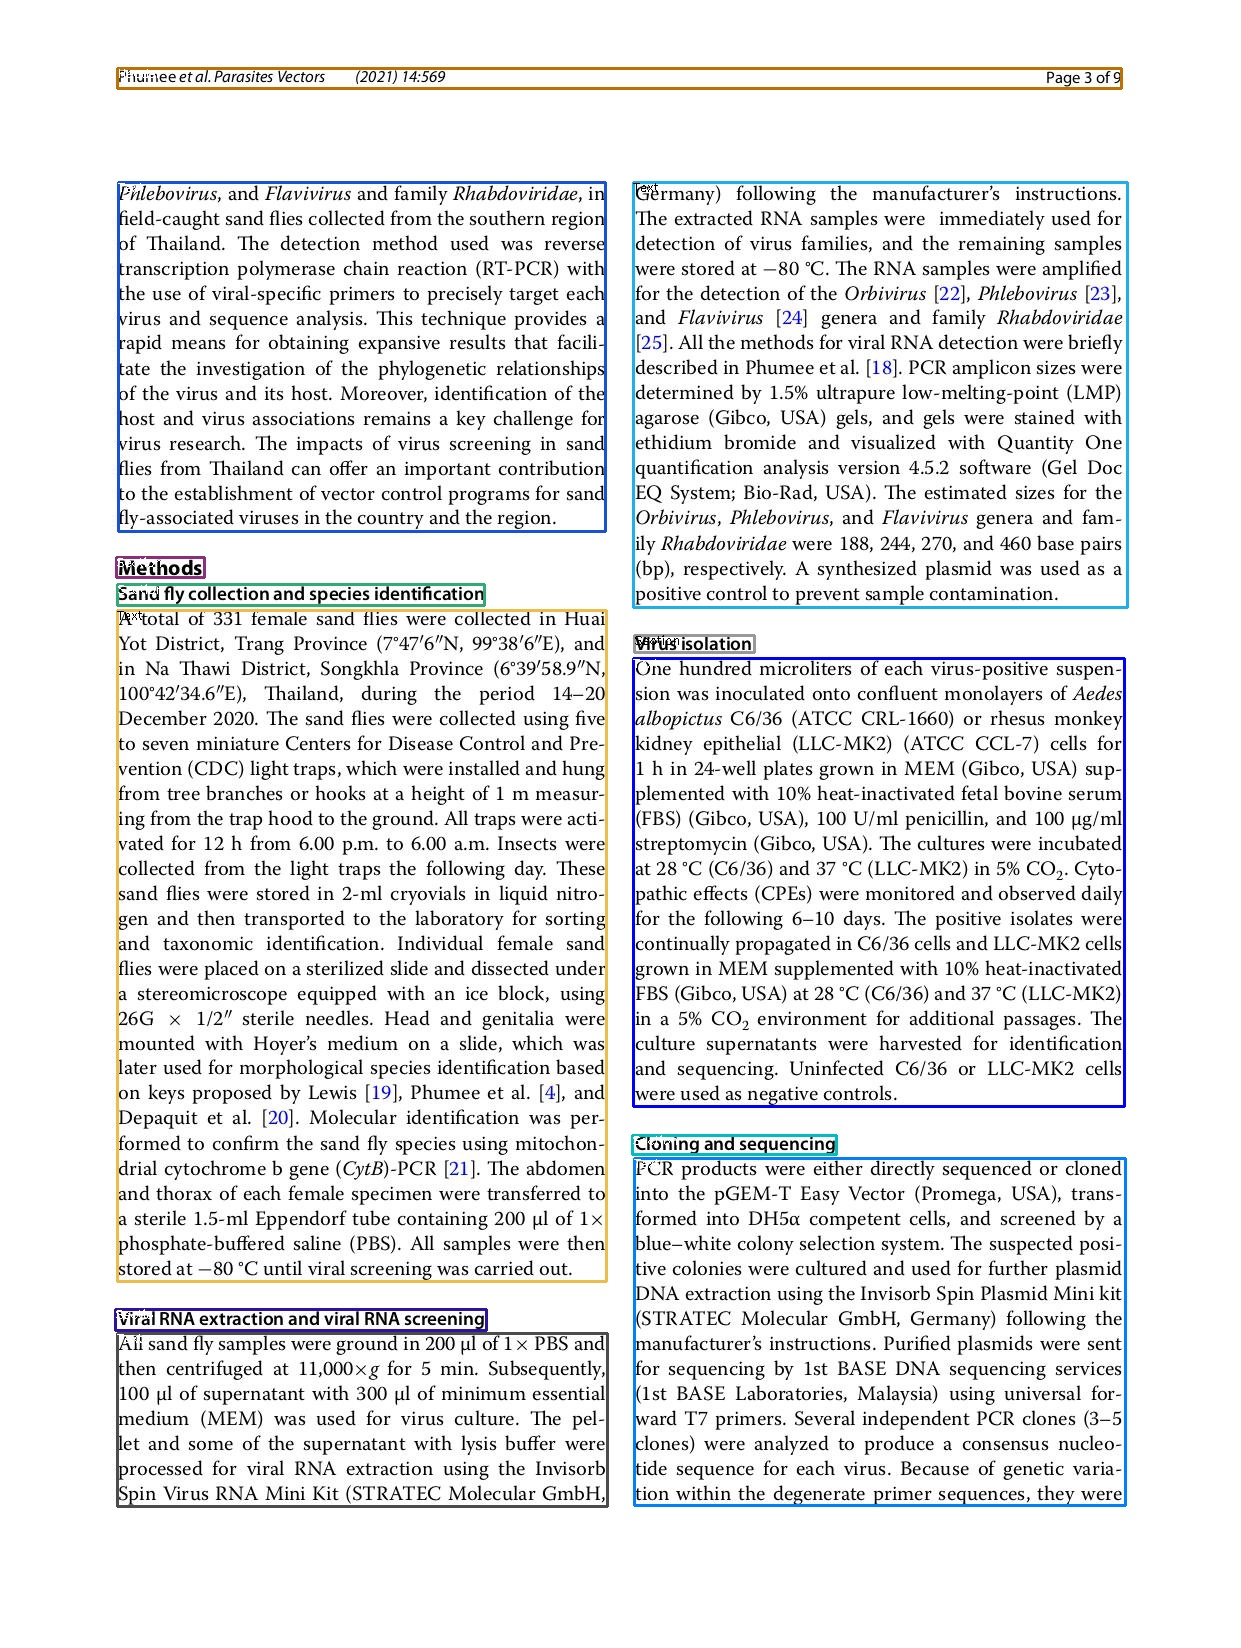 Phumee et al. Parasites Vectors (2021) 14:569 Page 3 of 9
Phlebovirus, and Flavivirus and family Rhabdoviridae, in
field-caught sand flies collected from the southern region
of Thailand. The detection method used was reverse
transcription polymerase chain reaction (RT-PCR) with
the use of viral-specific primers to precisely target each
virus and sequence analysis. This technique provides a
rapid means for obtaining expansive results that facili-
tate the investigation of the phylogenetic relationships
of the virus and its host. Moreover, identification of the
host and virus associations remains a key challenge for
virus research. The impacts of virus screening in sand
flies from Thailand can offer an important contribution
to the establishment of vector control programs for sand
fly-associated viruses in the country and the region.
Methods
Sand fly collection and species identification
Text
A total of 331 female sand flies were collected in Huai
Yot District, Trang Province (7°47′6″N, 99°38′6″E), and
in Na Thawi District, Songkhla Province (6°39′58.9″N,
100°42′34.6″E), Thailand, during the period 14–20
December 2020. The sand flies were collected using five
to seven miniature Centers for Disease Control and Pre-
vention (CDC) light traps, which were installed and hung
from tree branches or hooks at a height of 1 m measur-
ing from the trap hood to the ground. All traps were acti-
vated for 12 h from 6.00 p.m. to 6.00 a.m. Insects were
collected from the light traps the following day. These
sand flies were stored in 2-ml cryovials in liquid nitro-
gen and then transported to the laboratory for sorting
and taxonomic identification. Individual female sand
flies were placed on a sterilized slide and dissected under
a stereomicroscope equipped with an ice block, using
26G × 1/2″ sterile needles. Head and genitalia were
mounted with Hoyer’s medium on a slide, which was
later used for morphological species identification based
on keys proposed by Lewis [19], Phumee et al. [4], and
Depaquit et al. [20]. Molecular identification was per-
formed to confirm the sand fly species using mitochon-
drial cytochrome b gene (CytB)-PCR [21]. The abdomen
and thorax of each female specimen were transferred to
a sterile 1.5-ml Eppendorf tube containing 200 µl of 1×
phosphate-buffered saline (PBS). All samples were then
stored at −80 °C until viral screening was carried out.
Viral RNA extraction and viral RNA screening
All sand fly samples were ground in 200 µl of 1× PBS and
then centrifuged at 11,000×g for 5 min. Subsequently,
100 µl of supernatant with 300 µl of minimum essential
medium (MEM) was used for virus culture. The pel-
let and some of the supernatant with lysis buffer were
processed for viral RNA extraction using the Invisorb
Spin Virus RNA Mini Kit (STRATEC Molecular GmbH,
Text
Germany) following the manufacturer’s instructions.
The extracted RNA samples were immediately used for
detection of virus families, and the remaining samples
were stored at −80 °C. The RNA samples were amplified
for the detection of the Orbivirus [22], Phlebovirus [23],
and Flavivirus [24] genera and family Rhabdoviridae
[25]. All the methods for viral RNA detection were briefly
described in Phumee et al. [18]. PCR amplicon sizes were
determined by 1.5% ultrapure low-melting-point (LMP)
agarose (Gibco, USA) gels, and gels were stained with
ethidium bromide and visualized with Quantity One
quantification analysis version 4.5.2 software (Gel Doc
EQ System; Bio-Rad, USA). The estimated sizes for the
Orbivirus, Phlebovirus, and Flavivirus genera and fam-
ily Rhabdoviridae were 188, 244, 270, and 460 base pairs
(bp), respectively. A synthesized plasmid was used as a
positive control to prevent sample contamination.
Section
Virus isolation
One hundred microliters of each virus-positive suspen-
sion was inoculated onto confluent monolayers of Aedes
albopictus C6/36 (ATCC CRL-1660) or rhesus monkey
kidney epithelial (LLC-MK2) (ATCC CCL-7) cells for
1 h in 24-well plates grown in MEM (Gibco, USA) sup-
plemented with 10% heat-inactivated fetal bovine serum
(FBS) (Gibco, USA), 100 U/ml penicillin, and 100 µg/ml
streptomycin (Gibco, USA). The cultures were incubated
at 28 °C (C6/36) and 37 °C (LLC-MK2) in 5% CO₂. Cyto-
pathic effects (CPEs) were monitored and observed daily
for the following 6–10 days. The positive isolates were
continually propagated in C6/36 cells and LLC-MK2 cells
grown in MEM supplemented with 10% heat-inactivated
FBS (Gibco, USA) at 28 °C (C6/36) and 37 °C (LLC-MK2)
in a 5% CO₂ environment for additional passages. The
culture supernatants were harvested for identification
and sequencing. Uninfected C6/36 or LLC-MK2 cells
were used as negative controls.
Cloning and sequencing
PCR products were either directly sequenced or cloned
into the pGEM-T Easy Vector (Promega, USA), trans-
formed into DH5α competent cells, and screened by a
blue–white colony selection system. The suspected posi-
tive colonies were cultured and used for further plasmid
DNA extraction using the Invisorb Spin Plasmid Mini kit
(STRATEC Molecular GmbH, Germany) following the
manufacturer’s instructions. Purified plasmids were sent
for sequencing by 1st BASE DNA sequencing services
(1st BASE Laboratories, Malaysia) using universal for-
ward T7 primers. Several independent PCR clones (3–5
clones) were analyzed to produce a consensus nucleo-
tide sequence for each virus. Because of genetic varia-
tion within the degenerate primer sequences, they were